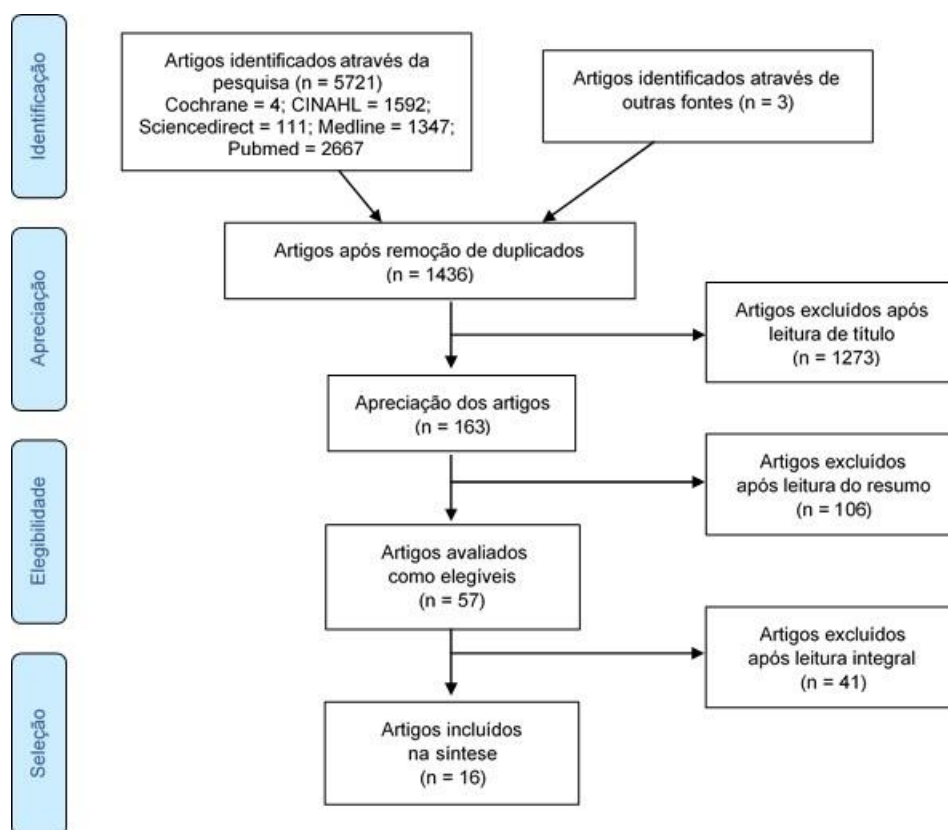 Identificação
Artigos identificados através da
pesquisa (n = 5721)
Cochrane = 4; CINAHL = 1592;
Sciencedirect = 111; Medline = 1347;
Pubmed = 2667
Artigos identificados através de
outras fontes (n = 3)
Apreciação
Artigos após remoção de duplicados
(n = 1436)
Artigos excluídos após
leitura de título
(n = 1273)
Apreciação dos artigos
(n = 163)
Elegibilidade
Artigos excluídos
após leitura do resumo
(n = 106)
Artigos avaliados
como elegíveis
(n = 57)
Artigos excluídos
após leitura integral
(n = 41)
Seleção
Artigos incluídos
na síntese
(n = 16)